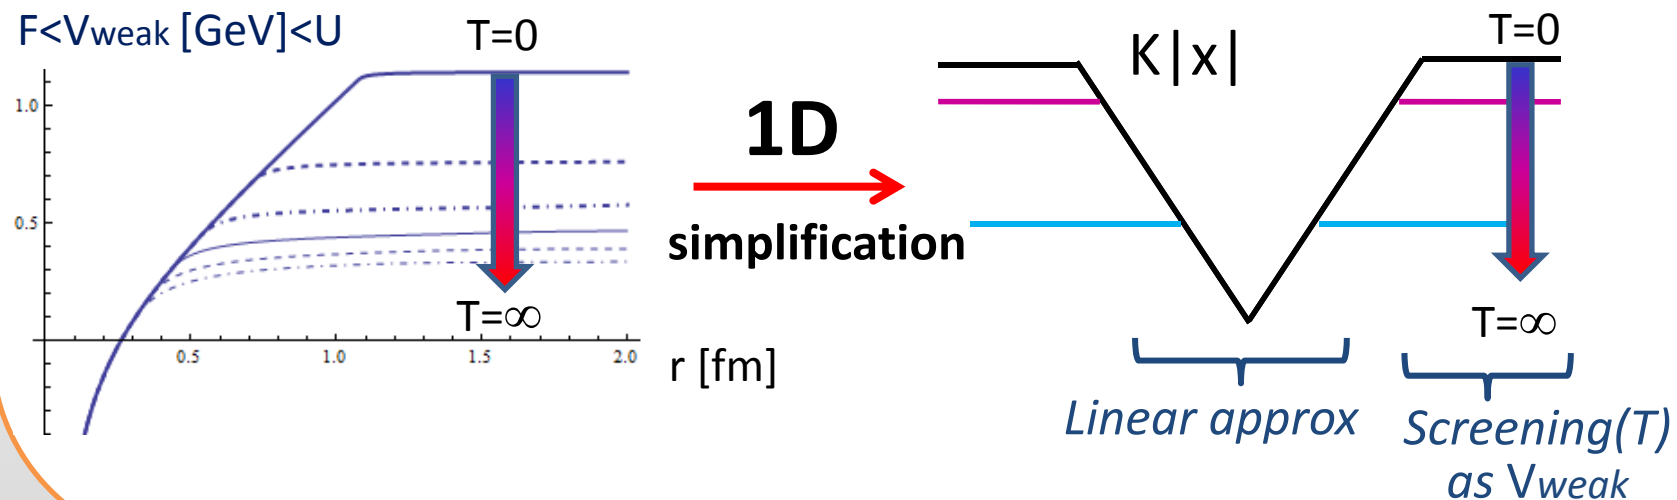 F<Vweak [GeV]<U
T=0
1.0
0.5
T=∞
0.5
1.0
1.5
2.0
r [fm]
1D
simplification
K|x|
T=0
T=∞
Linear approx
Screening(T)
as Vweak